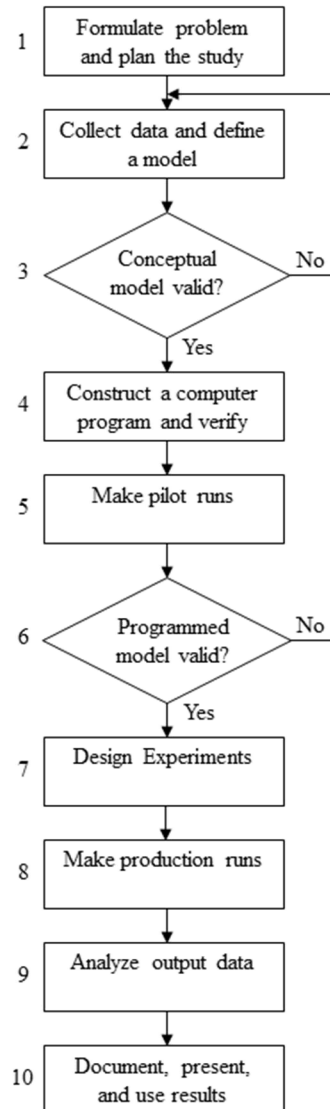 1
Formulate problem
and plan the study
2
Collect data and define
a model
3
Conceptual
model valid?
No
Yes
4
Construct a computer
program and verify
5
Make pilot runs
6
Programmed
model valid?
No
Yes
7
Design Experiments
8
Make production runs
9
Analyze output data
10
Document, present,
and use results